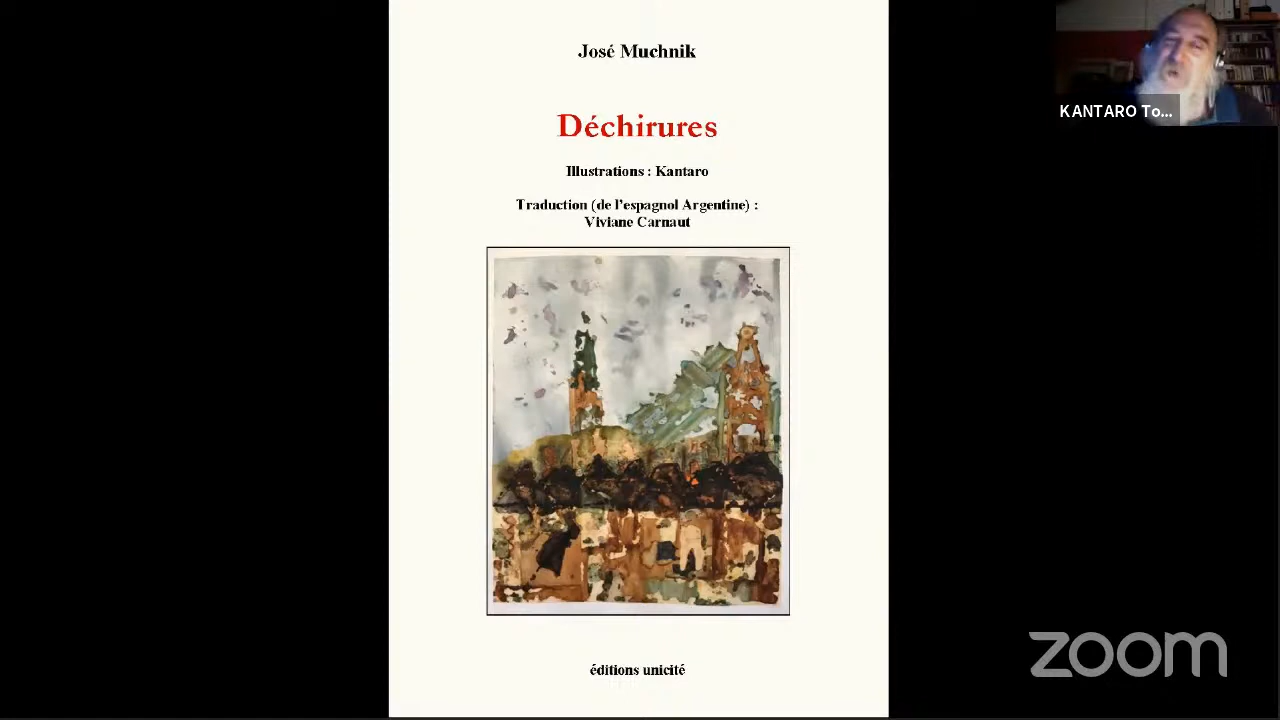 José Muchnik
Déchirures
Illustrations : Kantaro
Traduction (de l'espagnol Argentine) :
Viviane Carnaut
éditions unicité
KANTARO To...
zoom